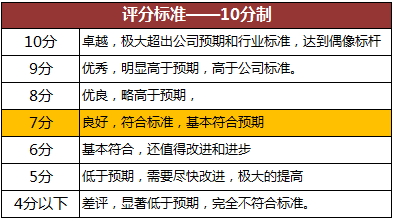 评分标准——10分制
10分 卓越，极大超出公司预期和行业标准，达到偶像标杆
9分 优秀，明显高于预期，高于公司标准。
8分 优良，略高于预期，
7分 良好，符合标准，基本符合预期
6分 基本符合，还值得改进和进步
5分 低于预期，需要尽快改进，极大的提高
4分以下 差评，显著低于预期，完全不符合标准。